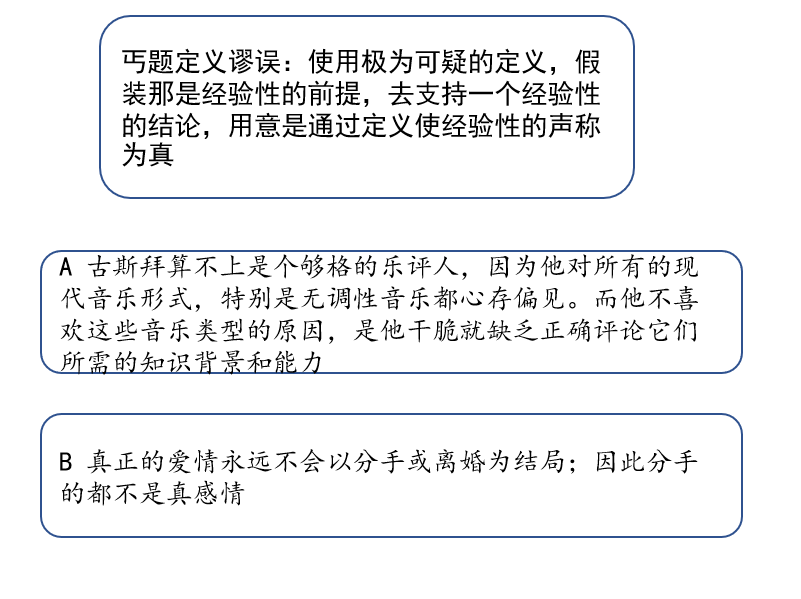 丐题定义谬误：使用极为可疑的定义，假
装那是经验性的前提，去支持一个经验性
的结论，用意是通过定义使经验性的声称
为真
A 古斯拜算不上是个够格的乐评人，因为他对所有的现
代音乐形式，特别是无调性音乐都心存偏见。而他不喜
欢这些音乐类型的原因，是他干脆就缺乏正确评论它们
所需的知识背景和能力
B 真正的爱情永远不会以分手或离婚为结局；因此分手
的都不是真感情